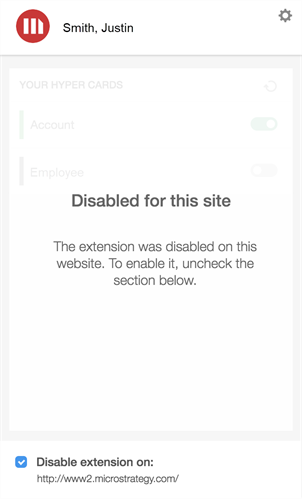 Smith, Justin
YOUR HYPER CARDS
Account
Employee
Disabled for this site
The extension was disabled on this
website. To enable it, uncheck the
section below.
Disable extension on:
http://www2.microstrategy.com/